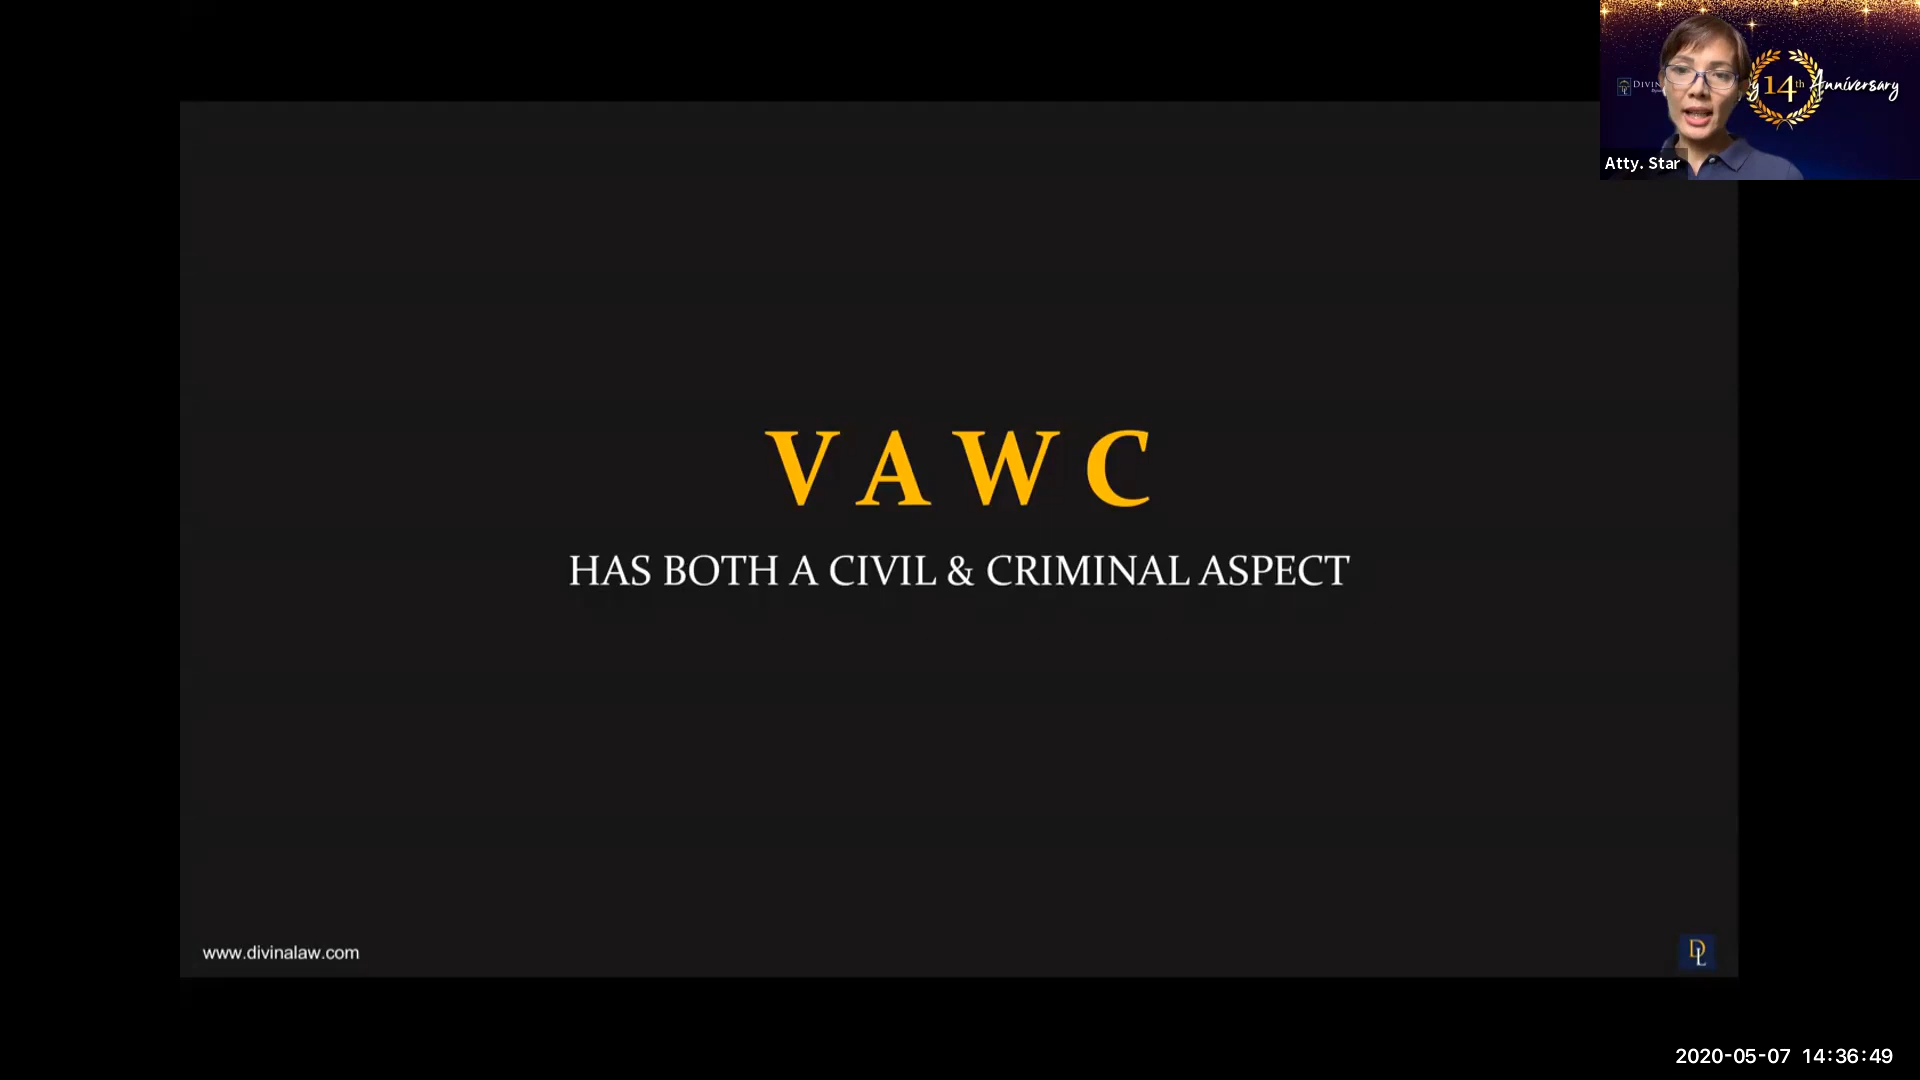 14th Anniversary
Atty. Star
VAWC
HAS BOTH A CIVIL & CRIMINAL ASPECT
www.divinalaw.com
DL
2020-05-07 14:36:49